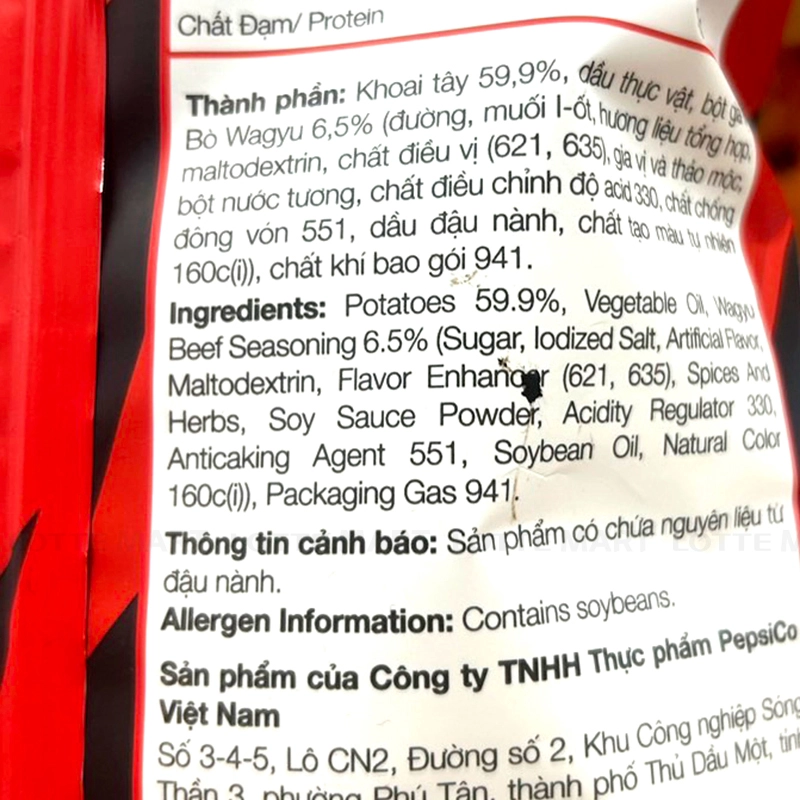 Chất Đạm/ Protein
Thành phần: Khoai tây 59,9%, dầu thực vật, bột gia
Bò Wagyu 6,5% (đường, muối I-ốt, hương liệu tổng hợp,
maltodextrin, chất điều vị (621, 635), gia vị và thảo mộc,
bột nước tương, chất điều chỉnh độ acid 330, chất chống
đông vón 551, dầu đậu nành, chất tạo màu tự nhiên
160c(i)), chất khí bao gói 941.
Ingredients: Potatoes 59.9%, Vegetable Oil, Wagyu
Beef Seasoning 6.5% (Sugar, Iodized Salt, Artificial Flavor,
Maltodextrin, Flavor Enhancer (621, 635), Spices And
Herbs, Soy Sauce Powder, Acidity Regulator 330,
Anticaking Agent 551, Soybean Oil, Natural Color
160c(i)), Packaging Gas 941.
Thông tin cảnh báo: Sản phẩm có chứa nguyên liệu từ
đậu nành.
Allergen Information: Contains soybeans.
Sản phẩm của Công ty TNHH Thực phẩm PepsiCo
Việt Nam
Số 3-4-5, Lô CN2, Đường số 2, Khu Công nghiệp Sóng
Thần 3, phường Phú Tân, thành phố Thủ Dầu Một, tỉnh